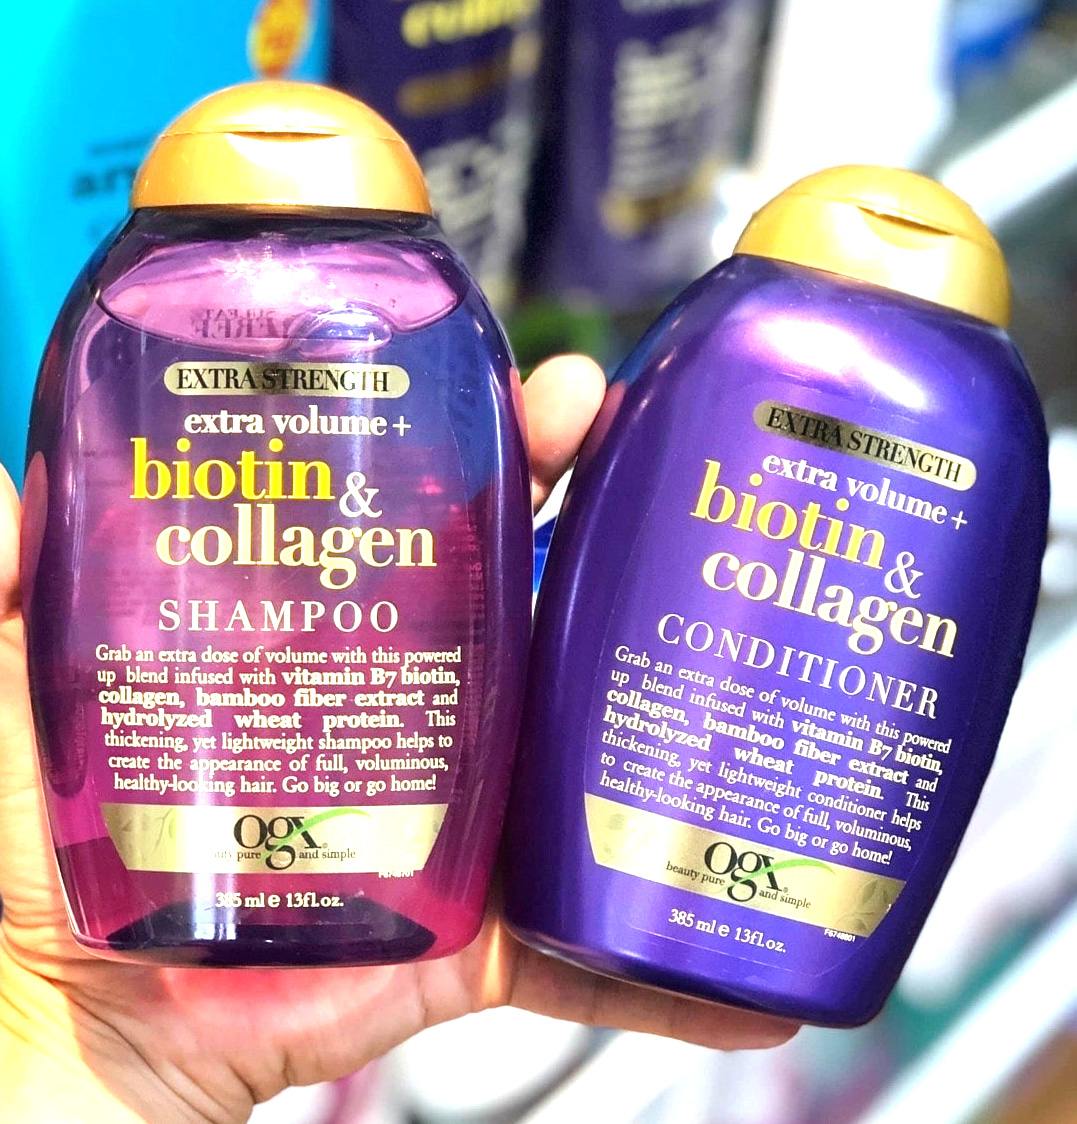 EXTRA STRENGTH
extra volume +
biotin &
collagen
SHAMPOO
Grab an extra dose of volume with this powered
up blend infused with vitamin B7 biotin,
collagen, bamboo fiber extract and
hydrolyzed wheat protein. This
thickening, yet lightweight shampoo helps to
create the appearance of full, voluminous,
healthy-looking hair. Go big or go home!
ogx
pure and simple
385 ml e 13fl.oz.
EXTRA STRENGTH
extra volume +
biotin &
collagen
CONDITIONER
Grab an extra dose of volume with this powered
up blend infused with vitamin B7 biotin,
collagen, bamboo fiber extract and
hydrolyzed wheat protein. This
thickening, yet lightweight conditioner helps
to create the appearance of full, voluminous,
healthy-looking hair. Go big or go home!
ogx
beauty pure and simple
385 ml e 13fl.oz.